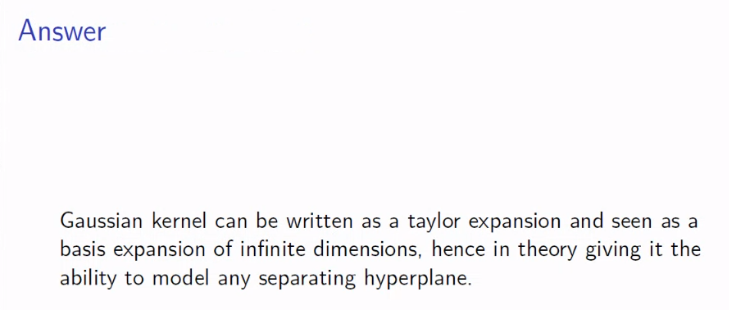 Answer
Gaussian kernel can be written as a taylor expansion and seen as a
basis expansion of infinite dimensions, hence in theory giving it the
ability to model any separating hyperplane.